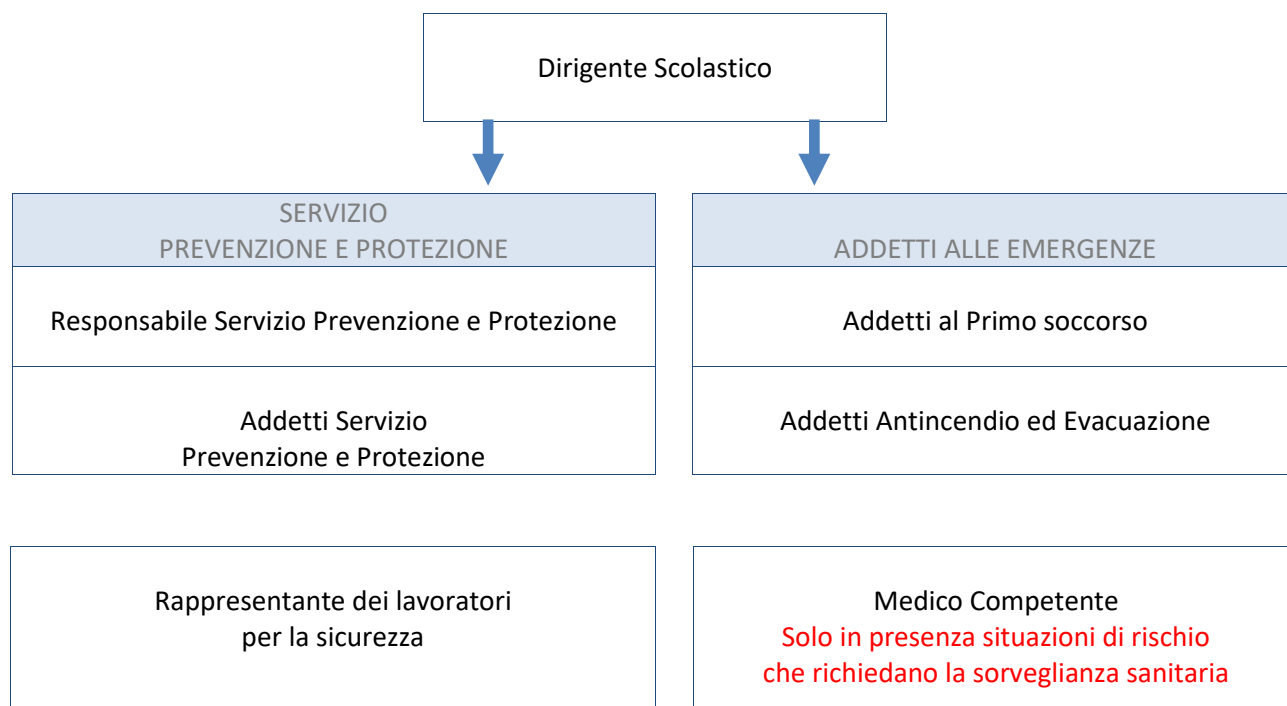 Dirigente Scolastico
SERVIZIO
PREVENZIONE E PROTEZIONE
Responsabile Servizio Prevenzione e Protezione
Addetti Servizio
Prevenzione e Protezione
ADDETTI ALLE EMERGENZE
Addetti al Primo soccorso
Addetti Antincendio ed Evacuazione
Rappresentante dei lavoratori
per la sicurezza
Medico Competente
Solo in presenza situazioni di rischio
che richiedano la sorveglianza sanitaria